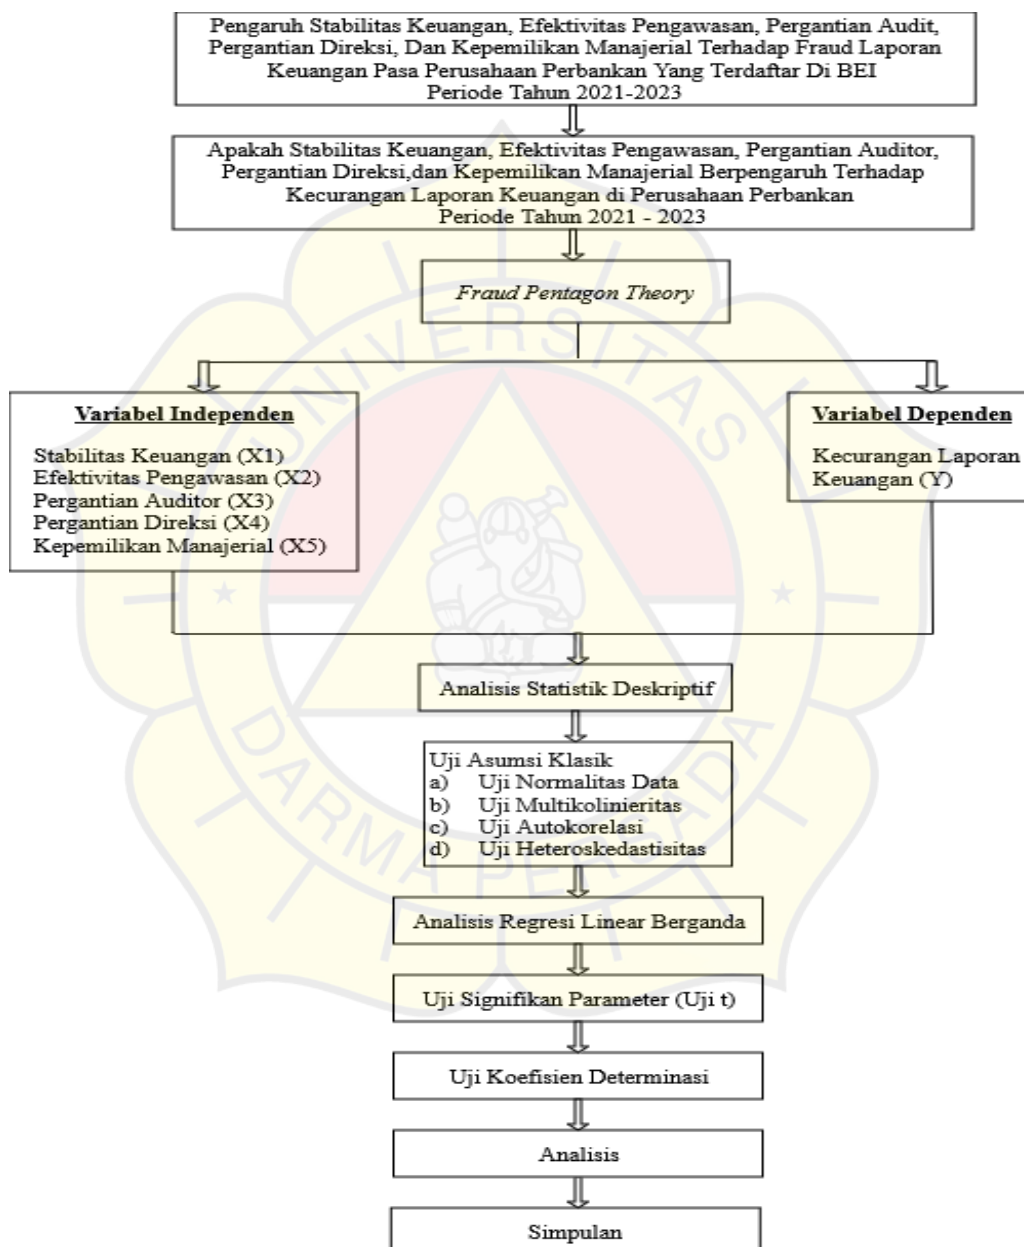 Pengaruh Stabilitas Keuangan, Efektivitas Pengawasan, Pergantian Audit,
Pergantian Direksi, Dan Kepemilikan Manajerial Terhadap Fraud Laporan
Keuangan Pasa Perusahaan Perbankan Yang Terdaftar Di BEI
Periode Tahun 2021-2023
Apakah Stabilitas Keuangan, Efektivitas Pengawasan, Pergantian Auditor,
Pergantian Direksi,dan Kepemilikan Manajerial Berpengaruh Terhadap
Kecurangan Laporan Keuangan di Perusahaan Perbankan
Periode Tahun 2021 - 2023
Fraud Pentagon Theory
UNIVERSITAS
Variabel Independen
Stabilitas Keuangan (X1)
Efektivitas Pengawasan (X2)
Pergantian Auditor (X3)
Pergantian Direksi (X4)
Kepemilikan Manajerial (X5)
Variabel Dependen
Kecurangan Laporan
Keuangan (Y)
Analisis Statistik Deskriptif
Uji Asumsi Klasik
a) Uji Normalitas Data
b) Uji Multikolinieritas
c) Uji Autokorelasi
d) Uji Heteroskedastisitas
DARMA PERSADA
Analisis Regresi Linear Berganda
Uji Signifikan Parameter (Uji t)
Uji Koefisien Determinasi
Analisis
Simpulan